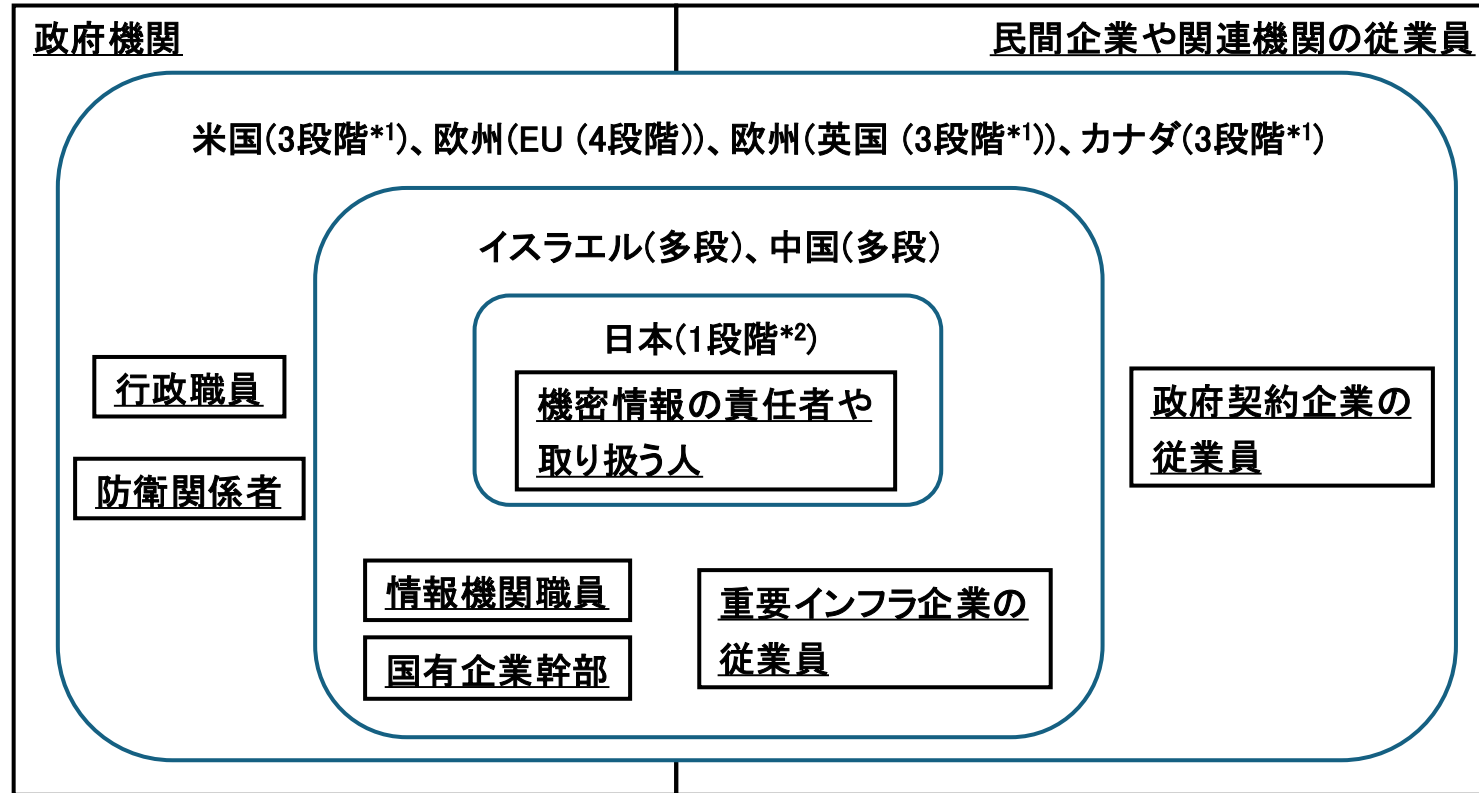 政府機関
民間企業や関連機関の従業員
米国(3段階*1)、欧州(EU (4段階))、欧州(英国 (3段階*1))、カナダ(3段階*1)
イスラエル(多段)、中国(多段)
日本(1段階*2)
機密情報の責任者や
取り扱う人
行政職員
防衛関係者
政府契約企業の
従業員
情報機関職員
国有企業幹部
重要インフラ企業の
従業員